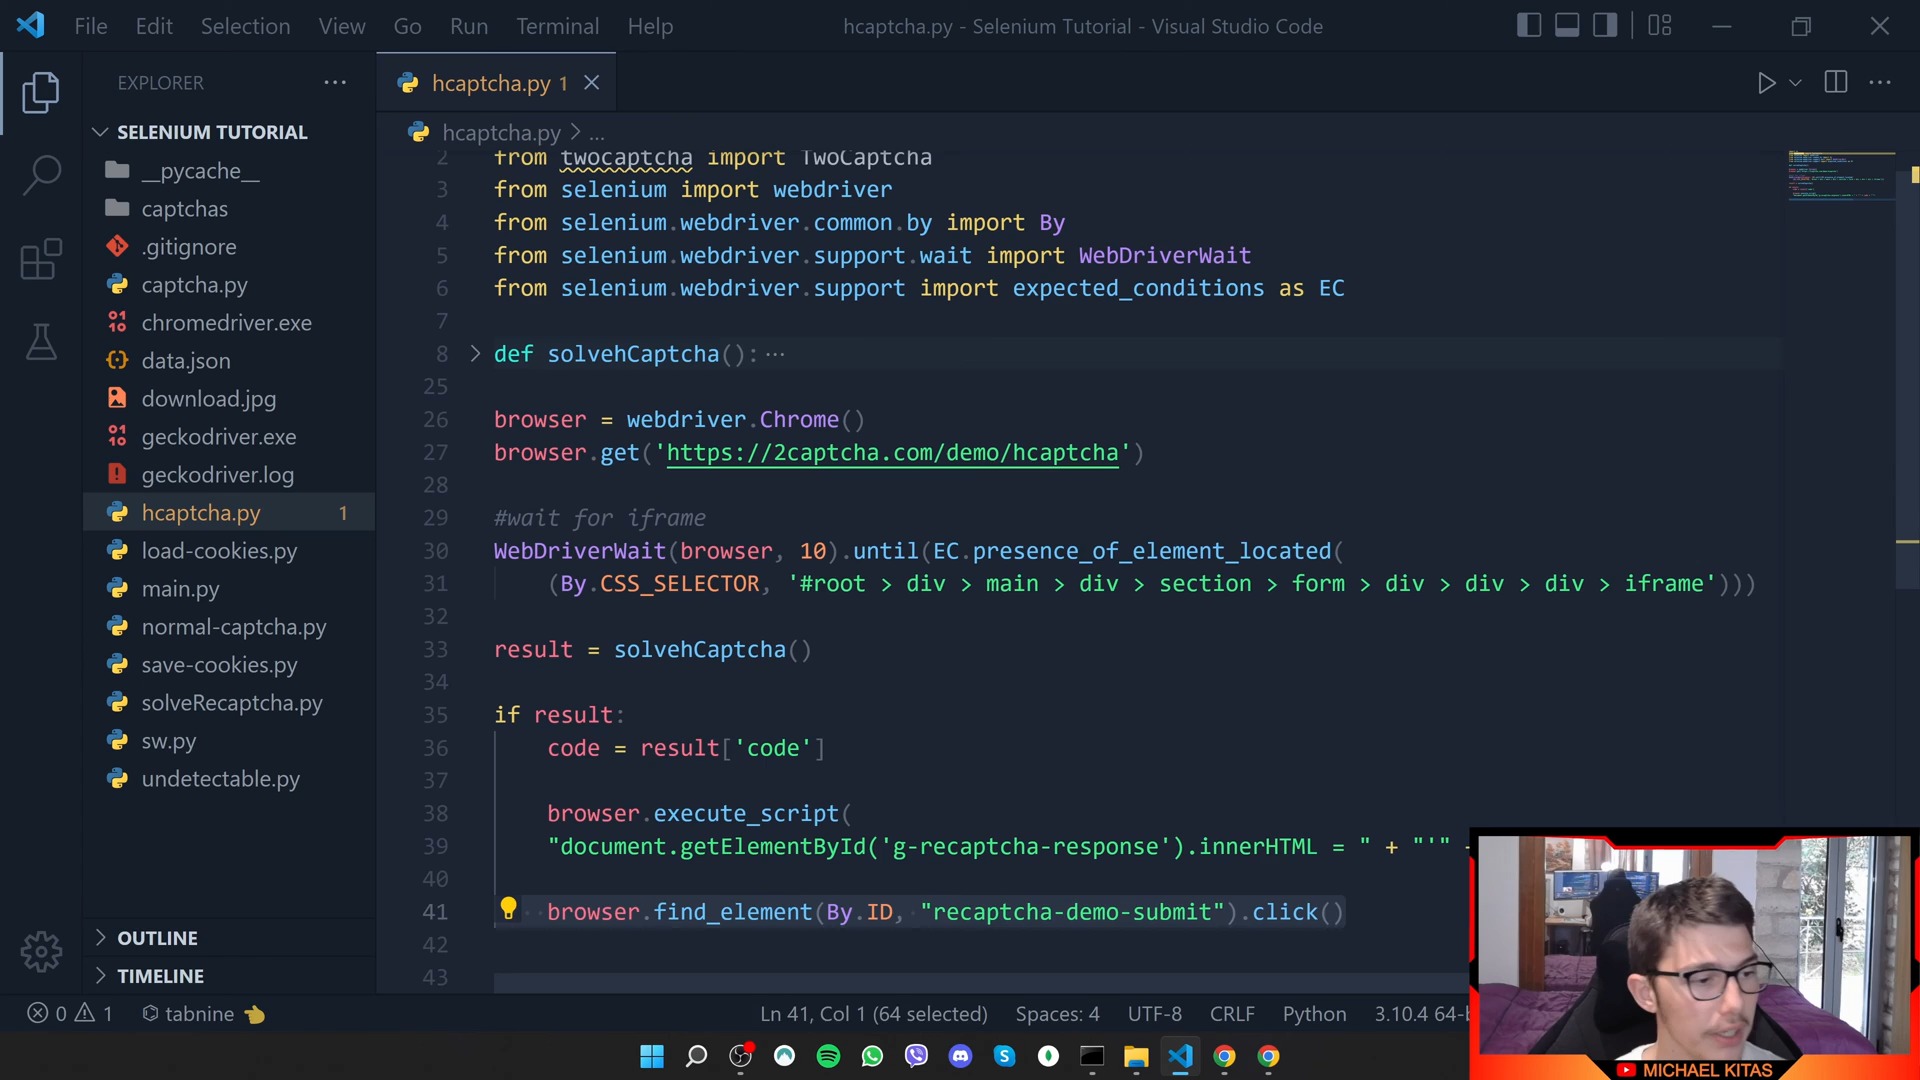 File Edit Selection View Go Run Terminal Help
hcaptcha.py - Selenium Tutorial - Visual Studio Code
EXPLORER
SELENIUM TUTORIAL
__pycache__
captchas
.gitignore
captcha.py
chromedriver.exe
data.json
download.jpg
geckodriver.exe
geckodriver.log
hcaptcha.py 1
load-cookies.py
main.py
normal-captcha.py
save-cookies.py
solveRecaptcha.py
sw.py
undetectable.py
OUTLINE
TIMELINE
hcaptcha.py 1
hcaptcha.py > ...
2 from twocaptcha import TwoCaptcha
3 from selenium import webdriver
4 from selenium.webdriver.common.by import By
5 from selenium.webdriver.support.wait import WebDriverWait
6 from selenium.webdriver.support import expected_conditions as EC
7
8 def solvehCaptcha(): ...
25
26 browser = webdriver.Chrome()
27 browser.get('https://2captcha.com/demo/hcaptcha')
28
29 #wait for iframe
30 WebDriverWait(browser, 10).until(EC.presence_of_element_located(
31 (By.CSS_SELECTOR, '#root > div > main > div > section > form > div > div > div > iframe')))
32
33 result = solvehCaptcha()
34
35 if result:
36 code = result['code']
37
38 browser.execute_script(
39 "document.getElementById('g-recaptcha-response').innerHTML = " + "'" +
40
41 browser.find_element(By.ID, "recaptcha-demo-submit").click()
42
43
0 1 tabnine
Ln 41, Col 1 (64 selected) Spaces: 4 UTF-8 CRLF Python 3.10.4 64-b
MICHAEL KITAS